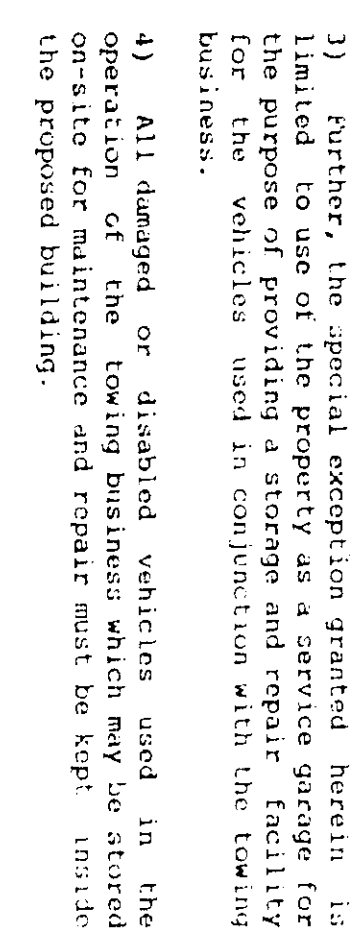 3) Further, the special exception granted herein is
limited to use of the property as a service garage for
the purpose of providing a storage and repair facility
for the vehicles used in conjunction with the towing
business.
4) All damaged or disabled vehicles used in the
operation of the towing business which may be stored
on-site for maintenance and repair must be kept inside
the proposed building.